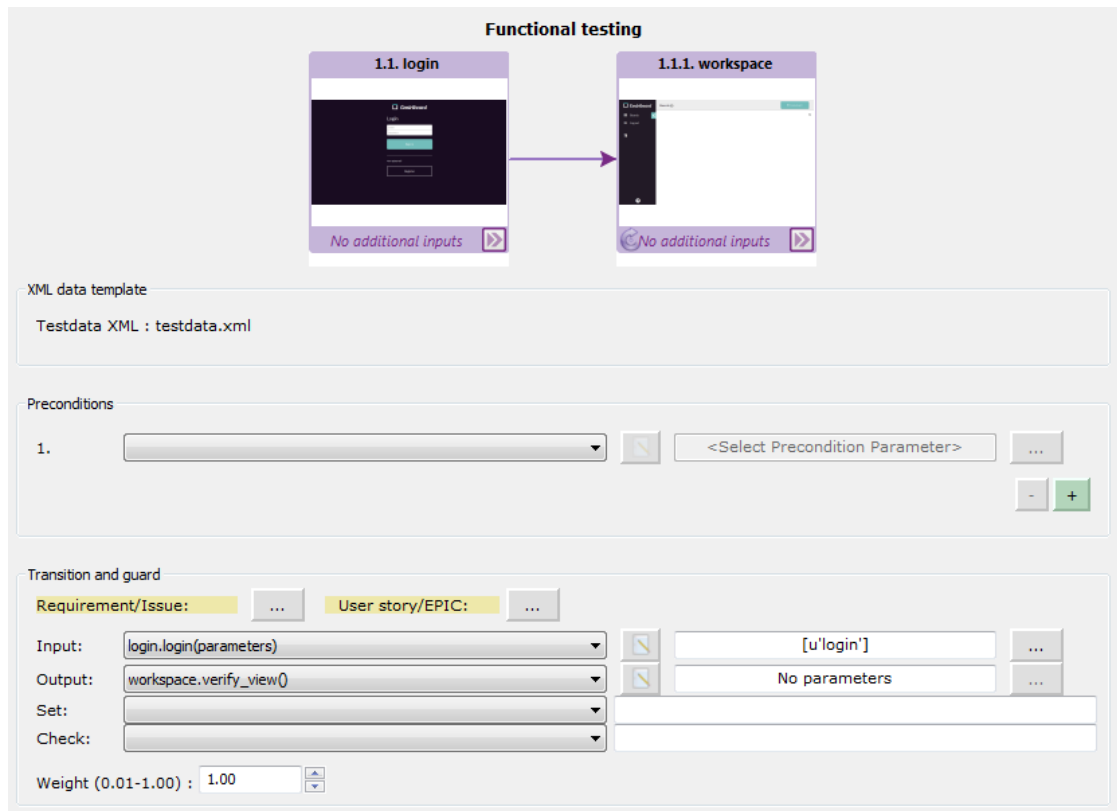 Functional testing
1.1. login
1.1.1. workspace
Dashboard
Login
No additional inputs
No additional inputs
XML data template
Testdata XML : testdata.xml
Preconditions
1.
<Select Precondition Parameter>
...
- +
Transition and guard
Requirement/Issue: ... User story/EPIC: ...
Input: login.login(parameters) [u'login'] ...
Output: workspace.verify_view() No parameters ...
Set:
Check:
Weight (0.01-1.00) : 1.00